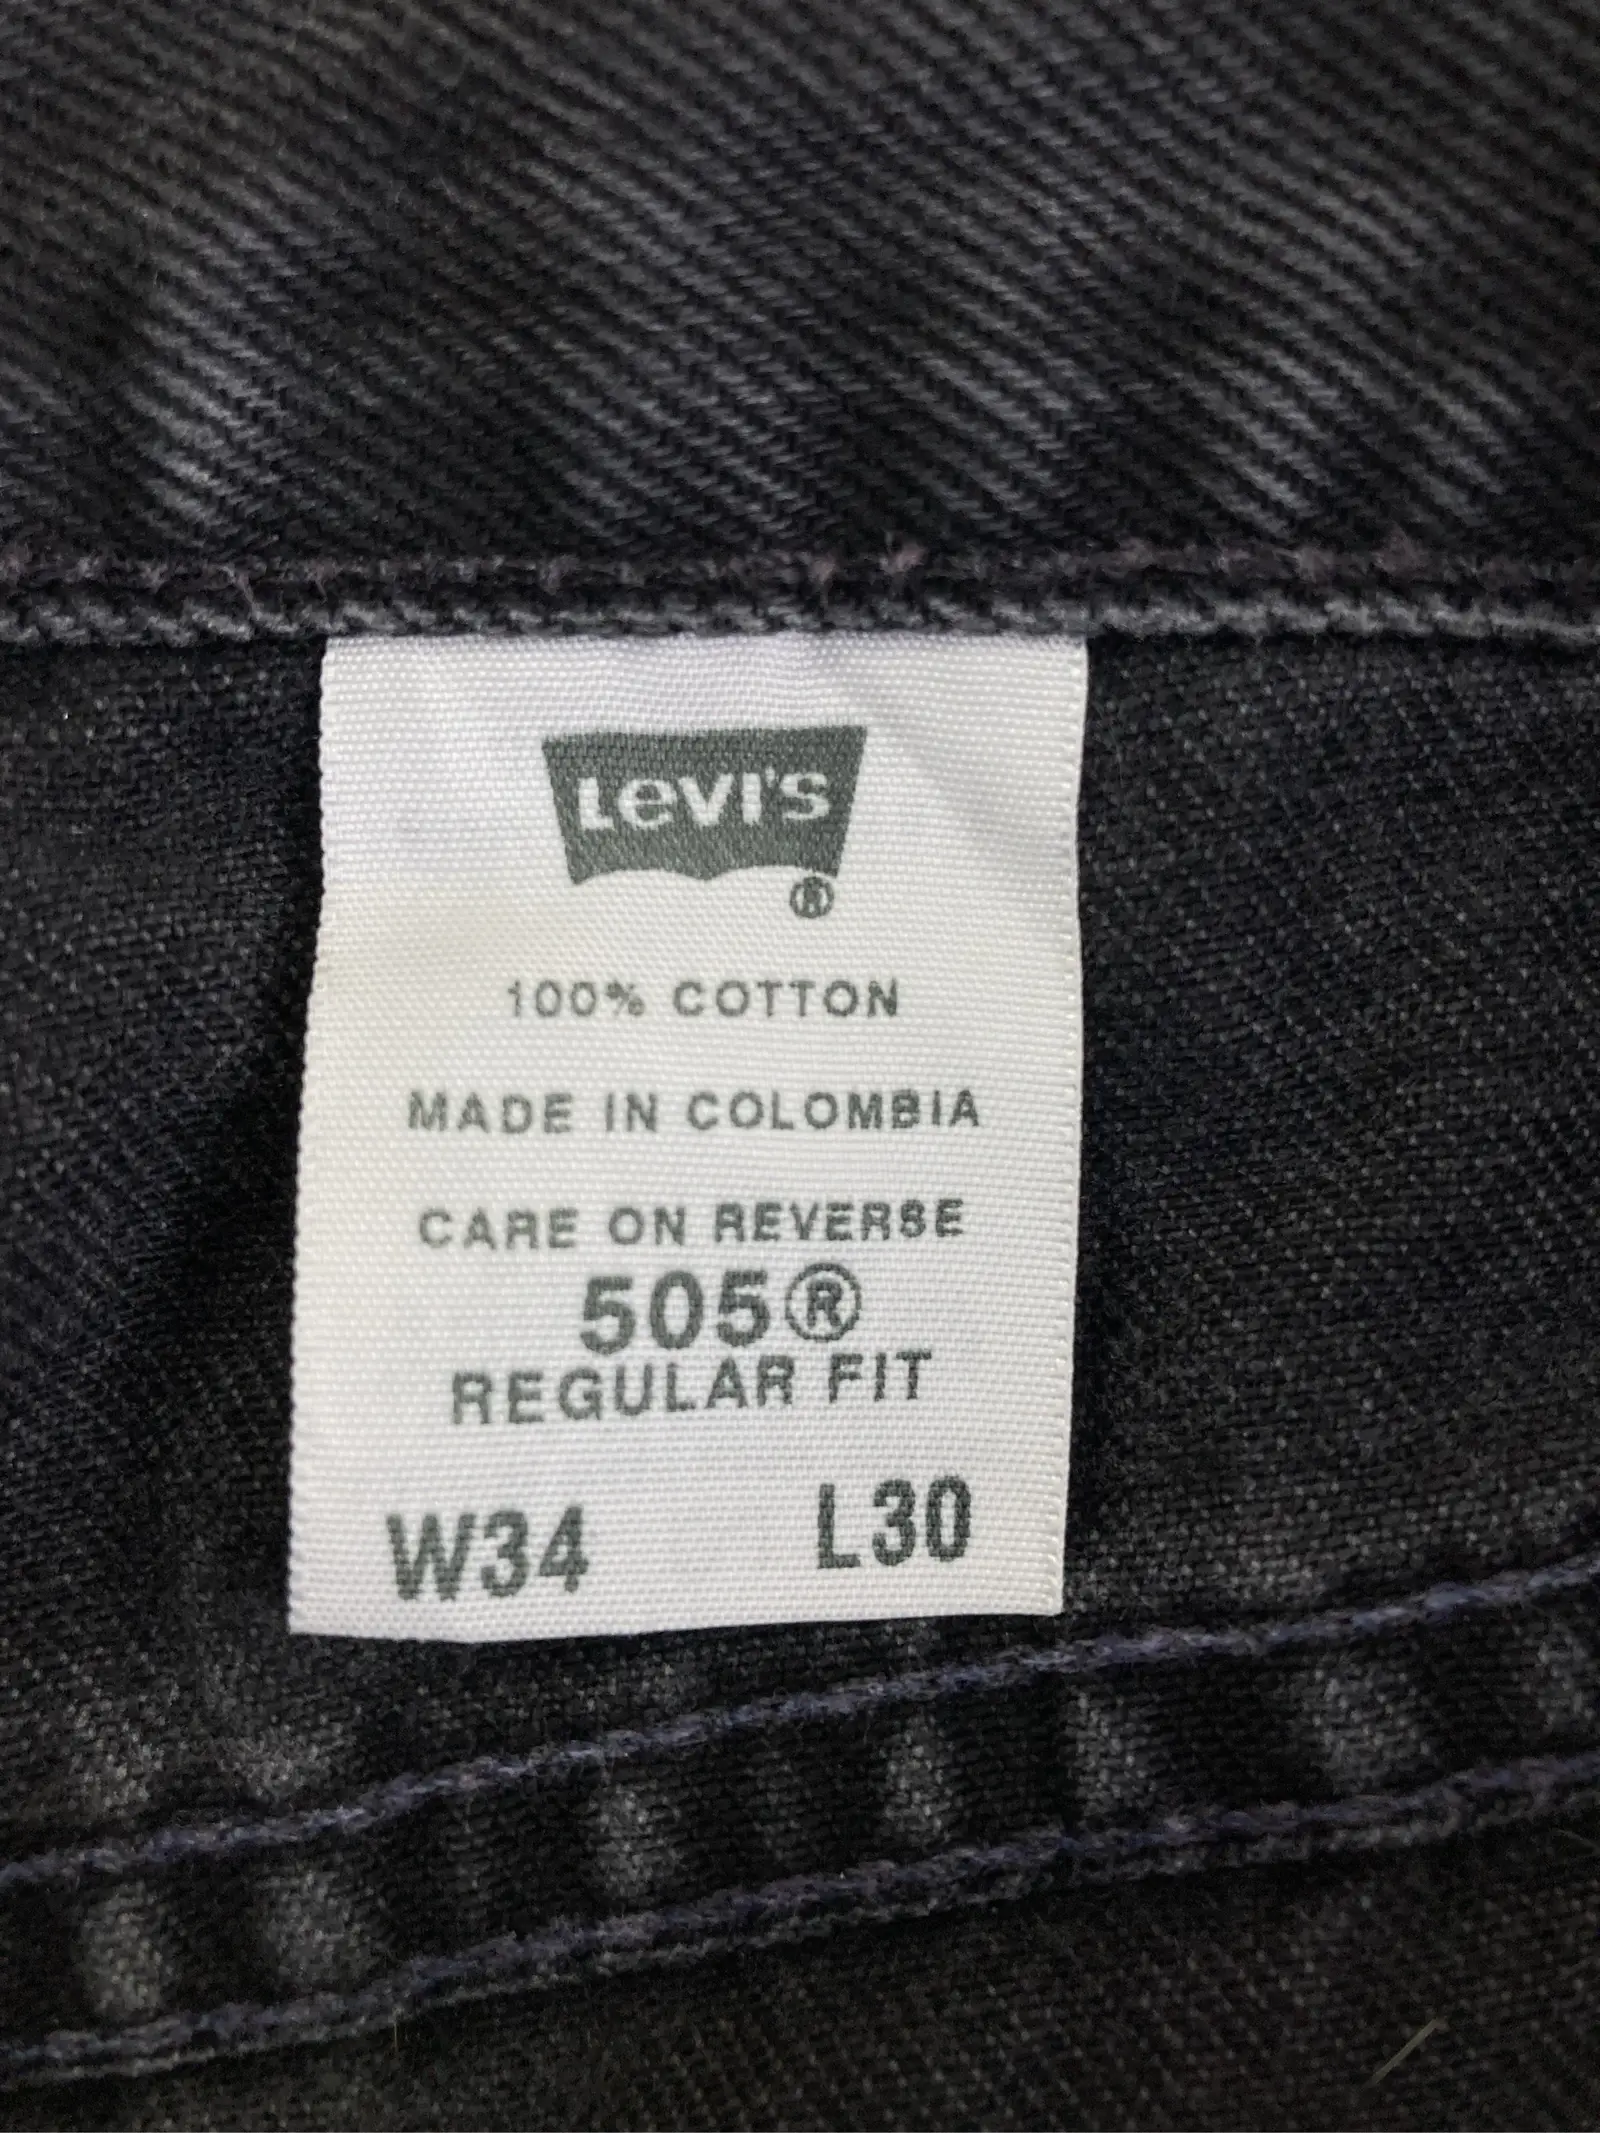 Levi's
®
100% COTTON
MADE IN COLOMBIA
CARE ON REVERSE
505®
REGULAR FIT
W34 L30